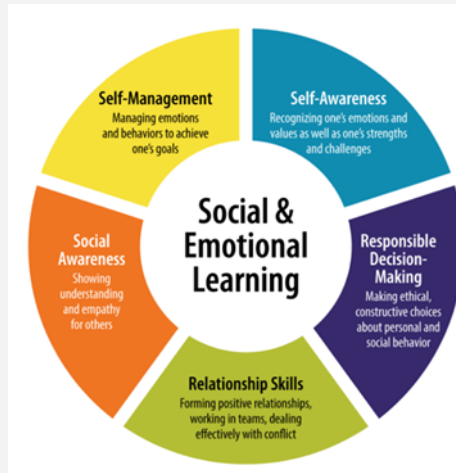 Self-Management
Managing emotions
and behaviors to achieve
one's goals
Self-Awareness
Recognizing one's emotions and
values as well as one's strengths
and challenges
Social &
Emotional
Learning
Social
Awareness
Showing
understanding
and empathy
for others
Responsible
Decision-
Making
Making ethical,
constructive choices
about personal and
social behavior
Relationship Skills
Forming positive relationships,
working in teams, dealing
effectively with conflict